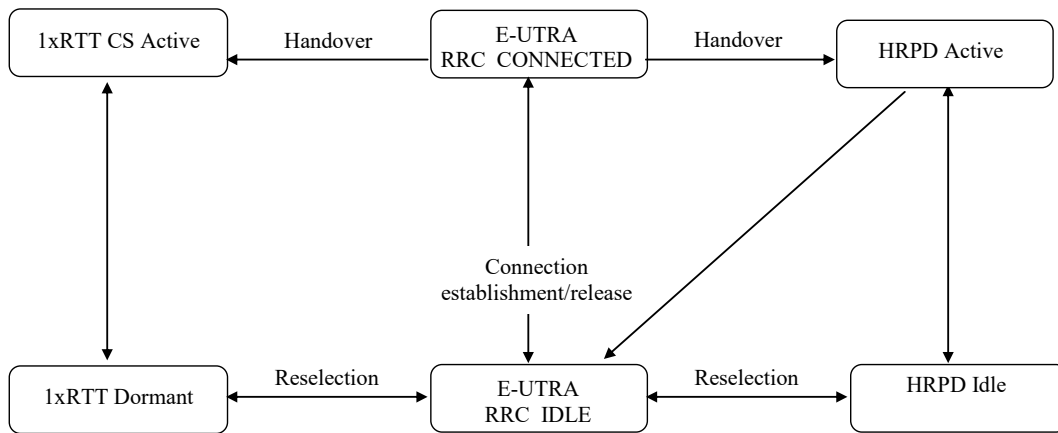 1xRTT CS Active
Handover
E-UTRA
RRC CONNECTED
Handover
HRPD Active
Connection
establishment/release
1xRTT Dormant
Reselection
E-UTRA
RRC IDLE
Reselection
HRPD Idle